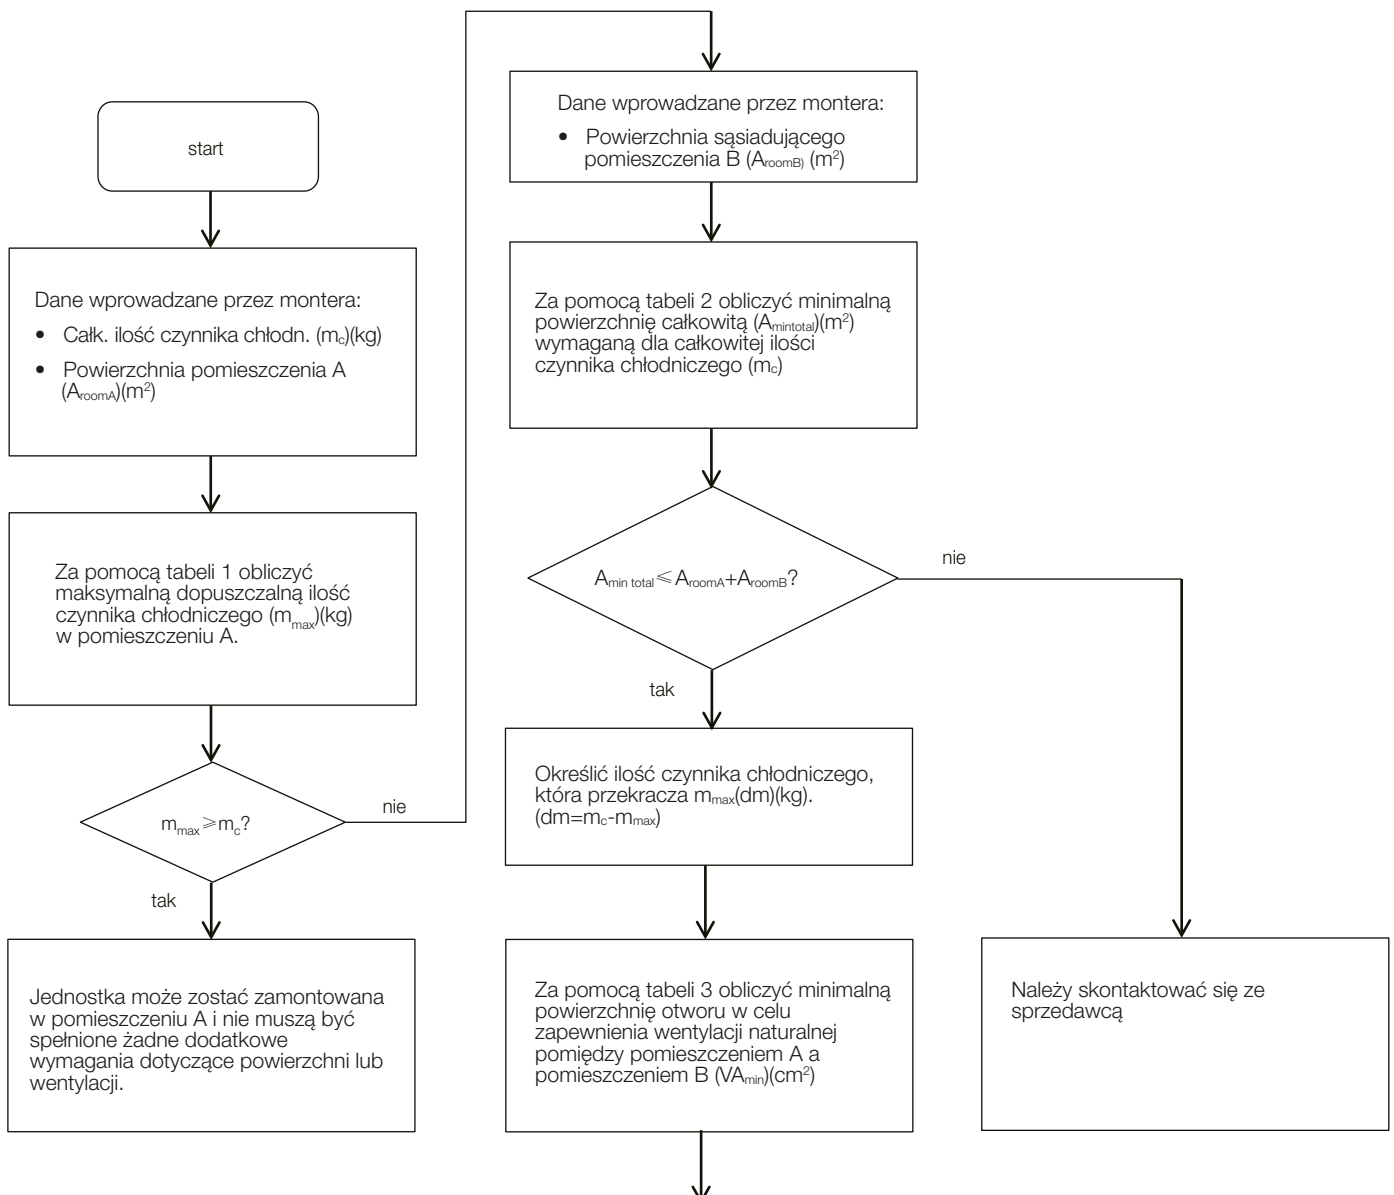 start
Dane wprowadzane przez montera:
• Całk. ilość czynnika chłodn. (mc)(kg)
• Powierzchnia pomieszczenia A
(AroomA)(m²)
Za pomocą tabeli 1 obliczyć
maksymalną dopuszczalną ilość
czynnika chłodniczego (mmax)(kg)
w pomieszczeniu A.
mmax⩾mc?
nie
tak
Jednostka może zostać zamontowana
w pomieszczeniu A i nie muszą być
spełnione żadne dodatkowe
wymagania dotyczące powierzchni lub
wentylacji.
Dane wprowadzane przez montera:
• Powierzchnia sąsiadującego
pomieszczenia B (AroomB) (m²)
Za pomocą tabeli 2 obliczyć minimalną
powierzchnię całkowitą (Amintotal)(m²)
wymaganą dla całkowitej ilości
czynnika chłodniczego (mc)
Amin total⩽AroomA+AroomB?
nie
tak
Określić ilość czynnika chłodniczego,
która przekracza mmax(dm)(kg).
(dm=mc-mmax)
Za pomocą tabeli 3 obliczyć minimalną
powierzchnię otworu w celu
zapewnienia wentylacji naturalnej
pomiędzy pomieszczeniem A a
pomieszczeniem B (VAmin)(cm²)
Należy skontaktować się ze
sprzedawcą